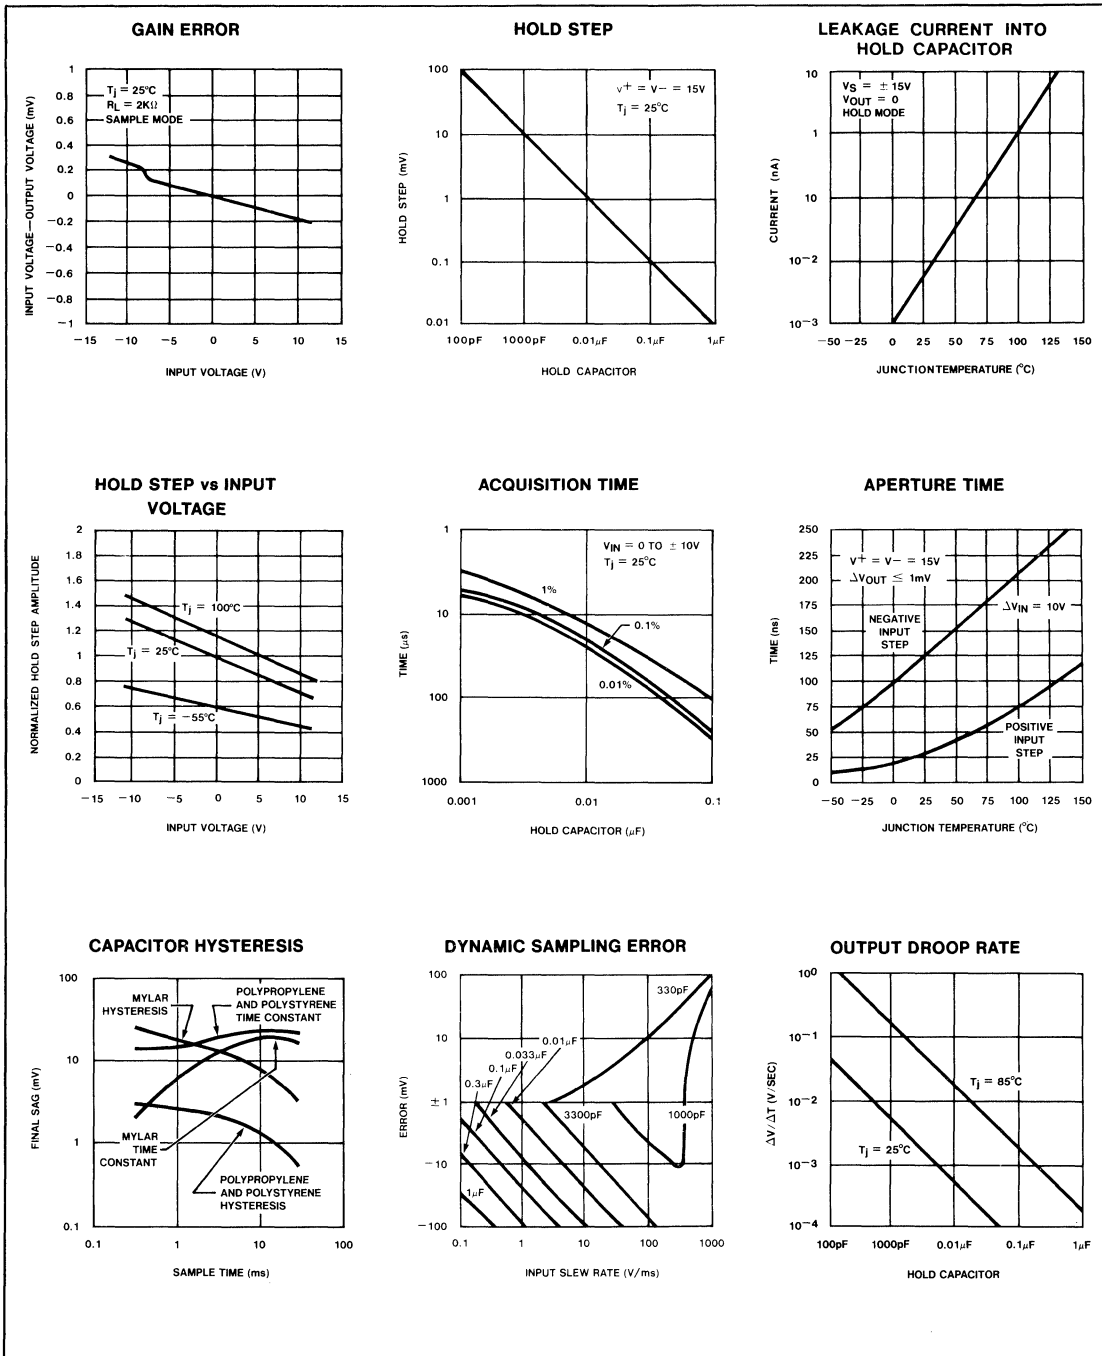 GAIN ERROR
INPUT VOLTAGE—OUTPUT VOLTAGE (mV)
1
0.8
0.6
0.4
0.2
0
−0.2
−0.4
−0.6
−0.8
−1
Tj = 25°C
RL = 2KΩ
SAMPLE MODE
−15 −10 −5 0 5 10 15
INPUT VOLTAGE (V)
HOLD STEP
HOLD STEP (mV)
100
10
1
0.1
0.01
V+ = V− = 15V
Tj = 25°C
100pF 1000pF 0.01μF 0.1μF 1μF
HOLD CAPACITOR
LEAKAGE CURRENT INTO
HOLD CAPACITOR
CURRENT (nA)
10
1
10
10−2
10−3
VS = ± 15V
VOUT = 0
HOLD MODE
−50 −25 0 25 50 75 100 125 150
JUNCTION TEMPERATURE (°C)
HOLD STEP vs INPUT
VOLTAGE
NORMALIZED HOLD STEP AMPLITUDE
2
1.8
1.6
1.4
1.2
1
0.8
0.6
0.4
0.2
0
Tj = 100°C
Tj = 25°C
Tj = −55°C
−15 −10 −5 0 5 10 15
INPUT VOLTAGE (V)
ACQUISITION TIME
TIME (μs)
1
10
100
1000
VIN = 0 TO ± 10V
Tj = 25°C
1%
0.1%
0.01%
0.001 0.01 0.1
HOLD CAPACITOR (μF)
APERTURE TIME
TIME (ns)
250
225
200
175
150
125
100
75
50
25
0
V+ = V− = 15V
ΔVOUT ≤ 1mV
ΔVIN = 10V
NEGATIVE
INPUT
STEP
POSITIVE
INPUT
STEP
−50 −25 0 25 50 75 100 125 150
JUNCTION TEMPERATURE (°C)
CAPACITOR HYSTERESIS
FINAL SAG (mV)
100
10
1
0.1
MYLAR
HYSTERESIS
POLYPROPYLENE
AND POLYSTYRENE
TIME CONSTANT
MYLAR
TIME
CONSTANT
POLYPROPYLENE
AND POLYSTYRENE
HYSTERESIS
0.1 1 10 100
SAMPLE TIME (ms)
DYNAMIC SAMPLING ERROR
ERROR (mV)
100
10
± 1
−10
−100
330pF
0.01μF
0.033μF
0.1μF
0.3μF
1μF
3300pF
1000pF
0.1 1 10 100 300 1000
INPUT SLEW RATE (V/ms)
OUTPUT DROOP RATE
ΔV/ΔT (V/SEC)
10⁰
10−1
10−2
10−3
10−4
Tj = 85°C
Tj = 25°C
100pF 1000pF 0.01μF 0.1μF 1μF
HOLD CAPACITOR